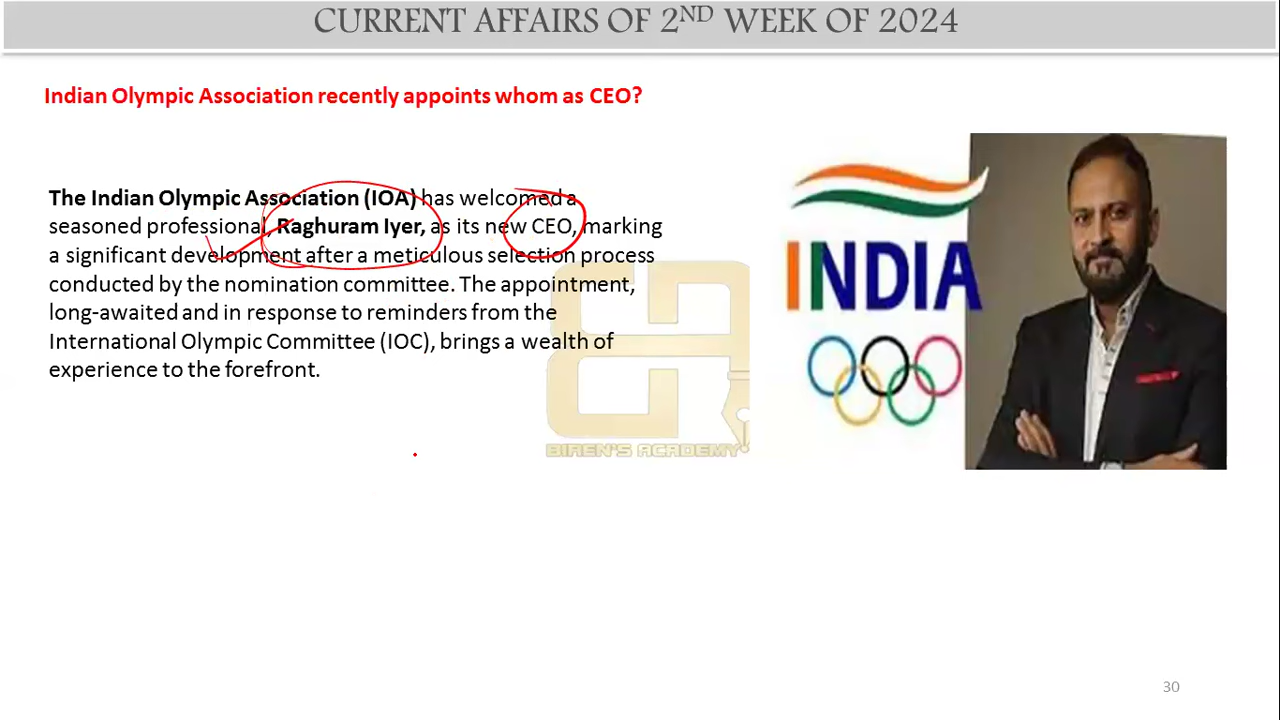 CURRENT AFFAIRS OF 2ND WEEK OF 2024
Indian Olympic Association recently appoints whom as CEO?
The Indian Olympic Association (IOA) has welcomed a
seasoned professional, Raghuram Iyer, as its new CEO, marking
a significant development after a meticulous selection process
conducted by the nomination committee. The appointment,
long-awaited and in response to reminders from the
International Olympic Committee (IOC), brings a wealth of
experience to the forefront.
INDIA
BIREN'S ACADEMY
30